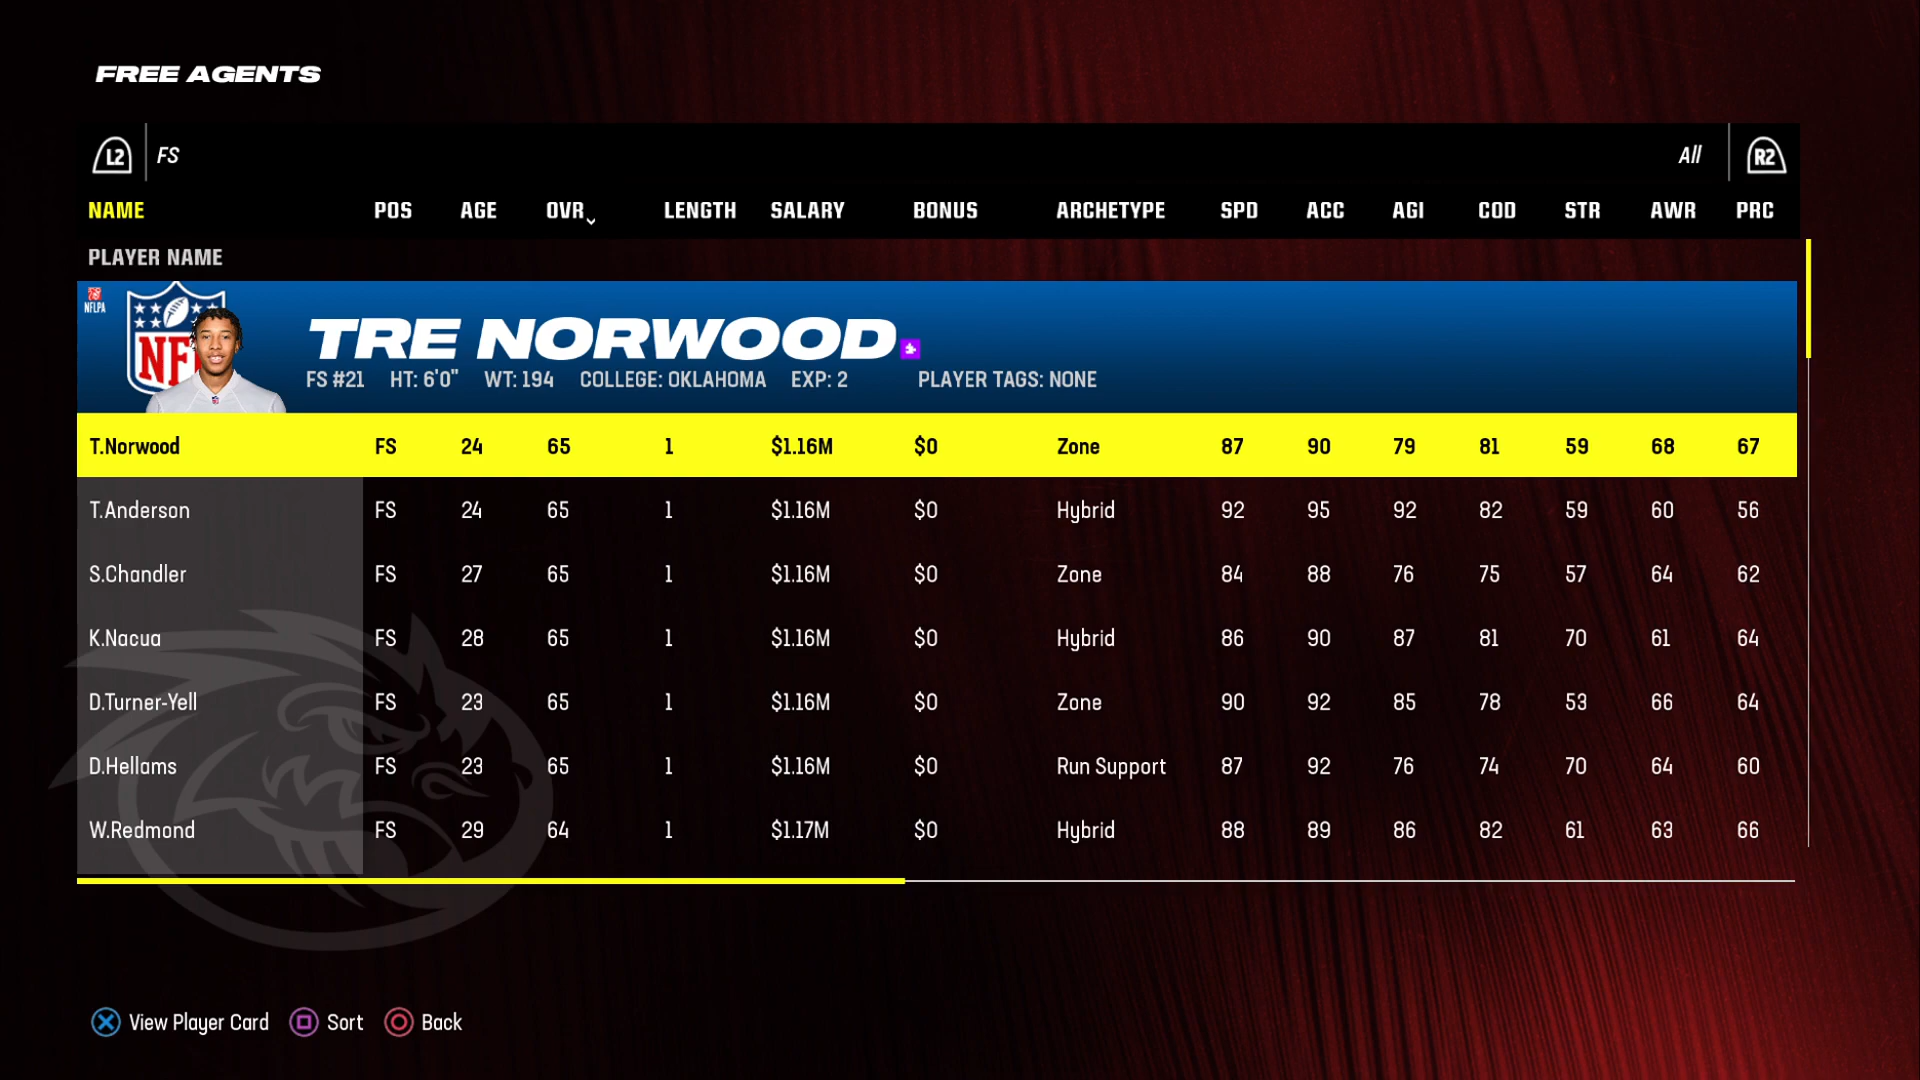 FREE AGENTS
L2 FS All R2
NAME POS AGE OVR LENGTH SALARY BONUS ARCHETYPE SPD ACC AGI COD STR AWR PRC
PLAYER NAME
NFLPA
NFL
TRE NORWOOD
FS #21 HT: 6'0" WT: 194 COLLEGE: OKLAHOMA EXP: 2 PLAYER TAGS: NONE
T.Norwood FS 24 65 1 $1.16M $0 Zone 87 90 79 81 59 68 67
T.Anderson FS 24 65 1 $1.16M $0 Hybrid 92 95 92 82 59 60 56
S.Chandler FS 27 65 1 $1.16M $0 Zone 84 88 76 75 57 64 62
K.Nacua FS 28 65 1 $1.16M $0 Hybrid 86 90 87 81 70 61 64
D.Turner-Yell FS 23 65 1 $1.16M $0 Zone 90 92 85 78 53 66 64
D.Hellams FS 23 65 1 $1.16M $0 Run Support 87 92 76 74 70 64 60
W.Redmond FS 29 64 1 $1.17M $0 Hybrid 88 89 86 82 61 63 66
View Player Card Sort Back